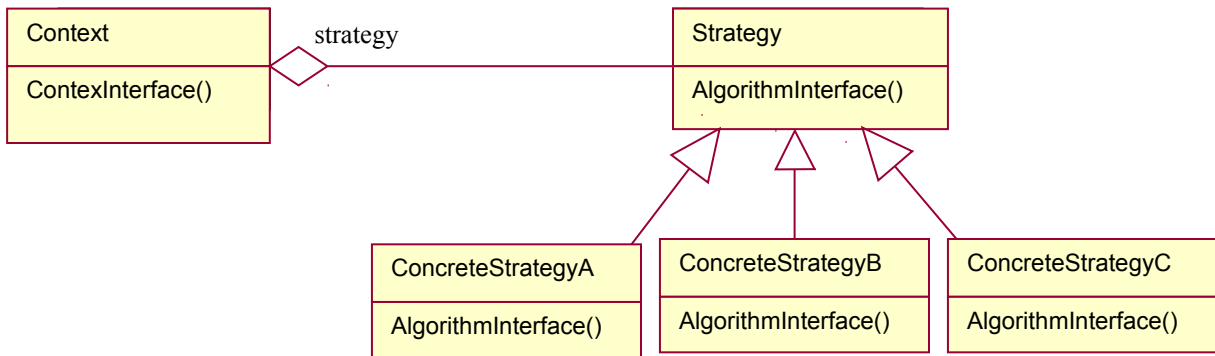 Context
ContexInterface()
strategy
Strategy
AlgorithmInterface()
ConcreteStrategyA
AlgorithmInterface()
ConcreteStrategyB
AlgorithmInterface()
ConcreteStrategyC
AlgorithmInterface()